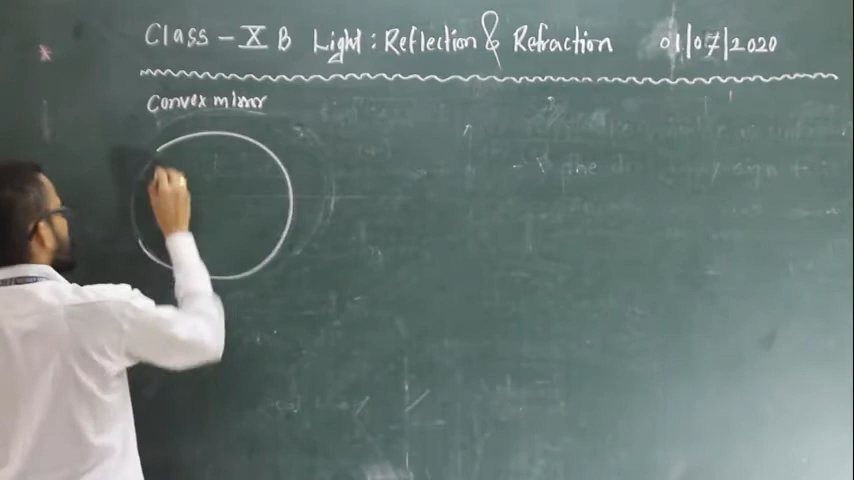 Class - X B Light : Reflection & Refraction 01/07/2020
Convex mirror